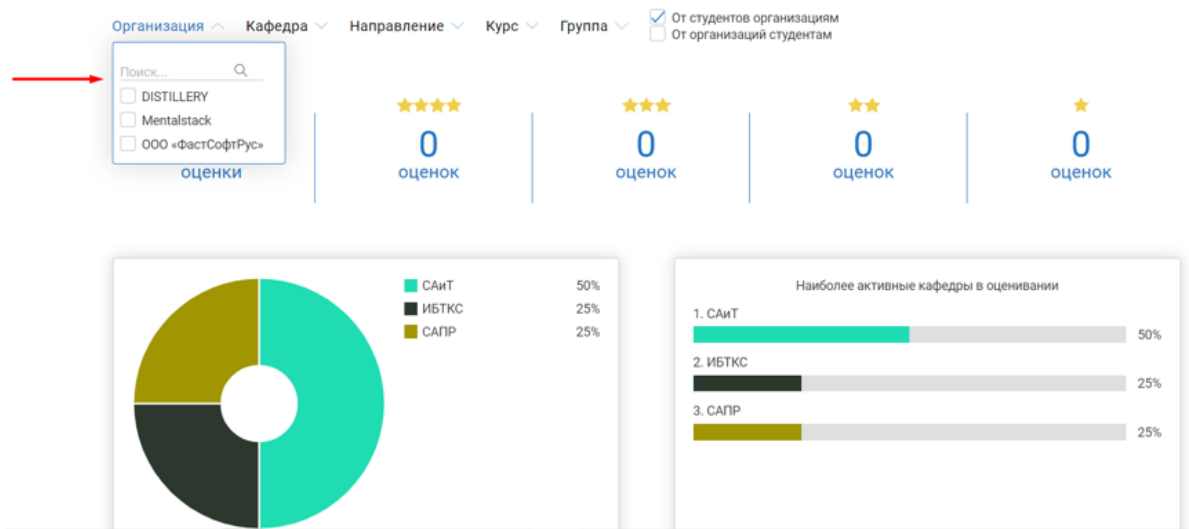 Организация Кафедра Направление Курс Группа
От студентов организациям
От организаций студентам
Поиск...
DISTILLERY
Mentalstack
ООО «ФастСофтРус»
оценки
0
оценок
0
оценок
0
оценок
0
оценок
САиТ 50%
ИБТКС 25%
САПР 25%
Наиболее активные кафедры в оценивании
1. САиТ
50%
2. ИБТКС
25%
3. САПР
25%